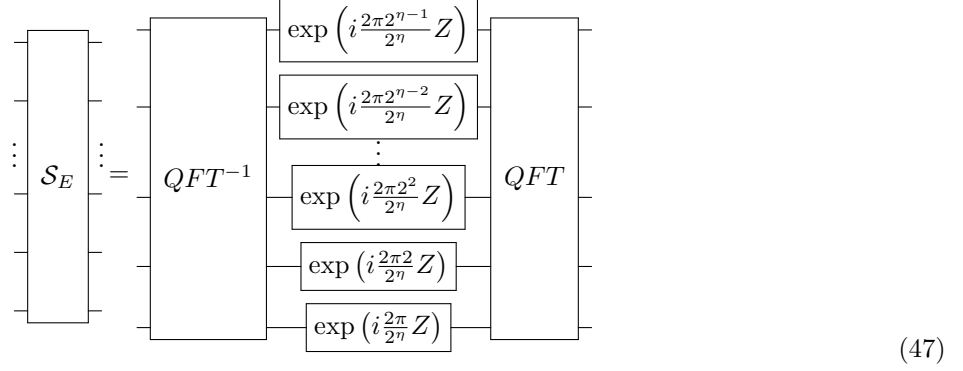 exp(i 2π2^{η−1}/2^η Z)
exp(i 2π2^{η−2}/2^η Z)
⋮ ⋮ ⋮
S_E = QFT^{−1} exp(i 2π2^2/2^η Z) QFT
exp(i 2π2/2^η Z)
exp(i 2π/2^η Z)
(47)